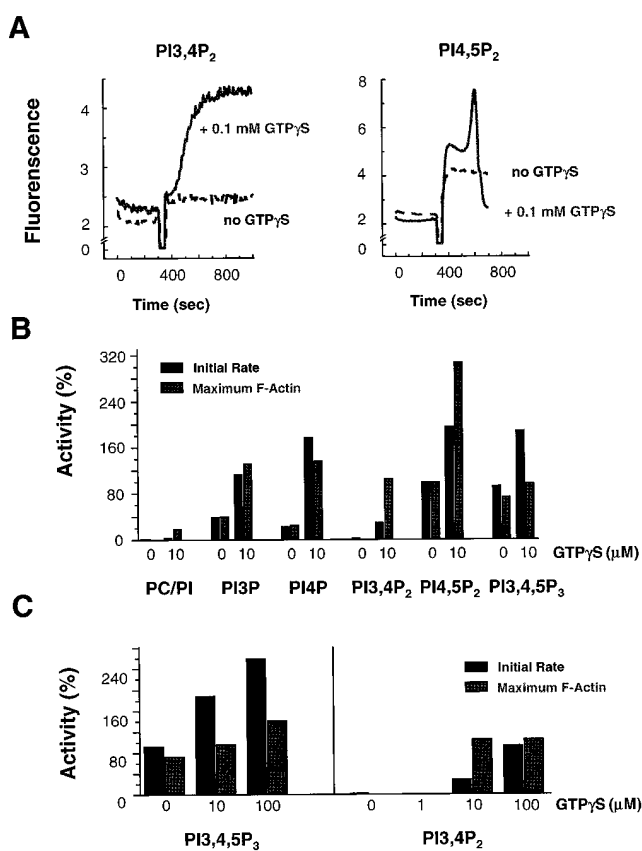 A
PI3,4P2
PI4,5P2
Fluorenscence
4
3
2
0
+ 0.1 mM GTPγS
no GTPγS
0 400 800
Time (sec)
8
6
4
2
0
no GTPγS
+ 0.1 mM GTPγS
0 400 800
Time (sec)
B
Activity (%)
320
160
80
0
Initial Rate
Maximum F-Actin
0 10 0 10 0 10 0 10 0 10 0 10 GTPγS (μM)
PC/PI PI3P PI4P PI3,4P2 PI4,5P2 PI3,4,5P3
C
Activity (%)
240
160
80
0
Initial Rate
Maximum F-Actin
0 10 100 0 1 10 100 GTPγS (μM)
PI3,4,5P3 PI3,4P2